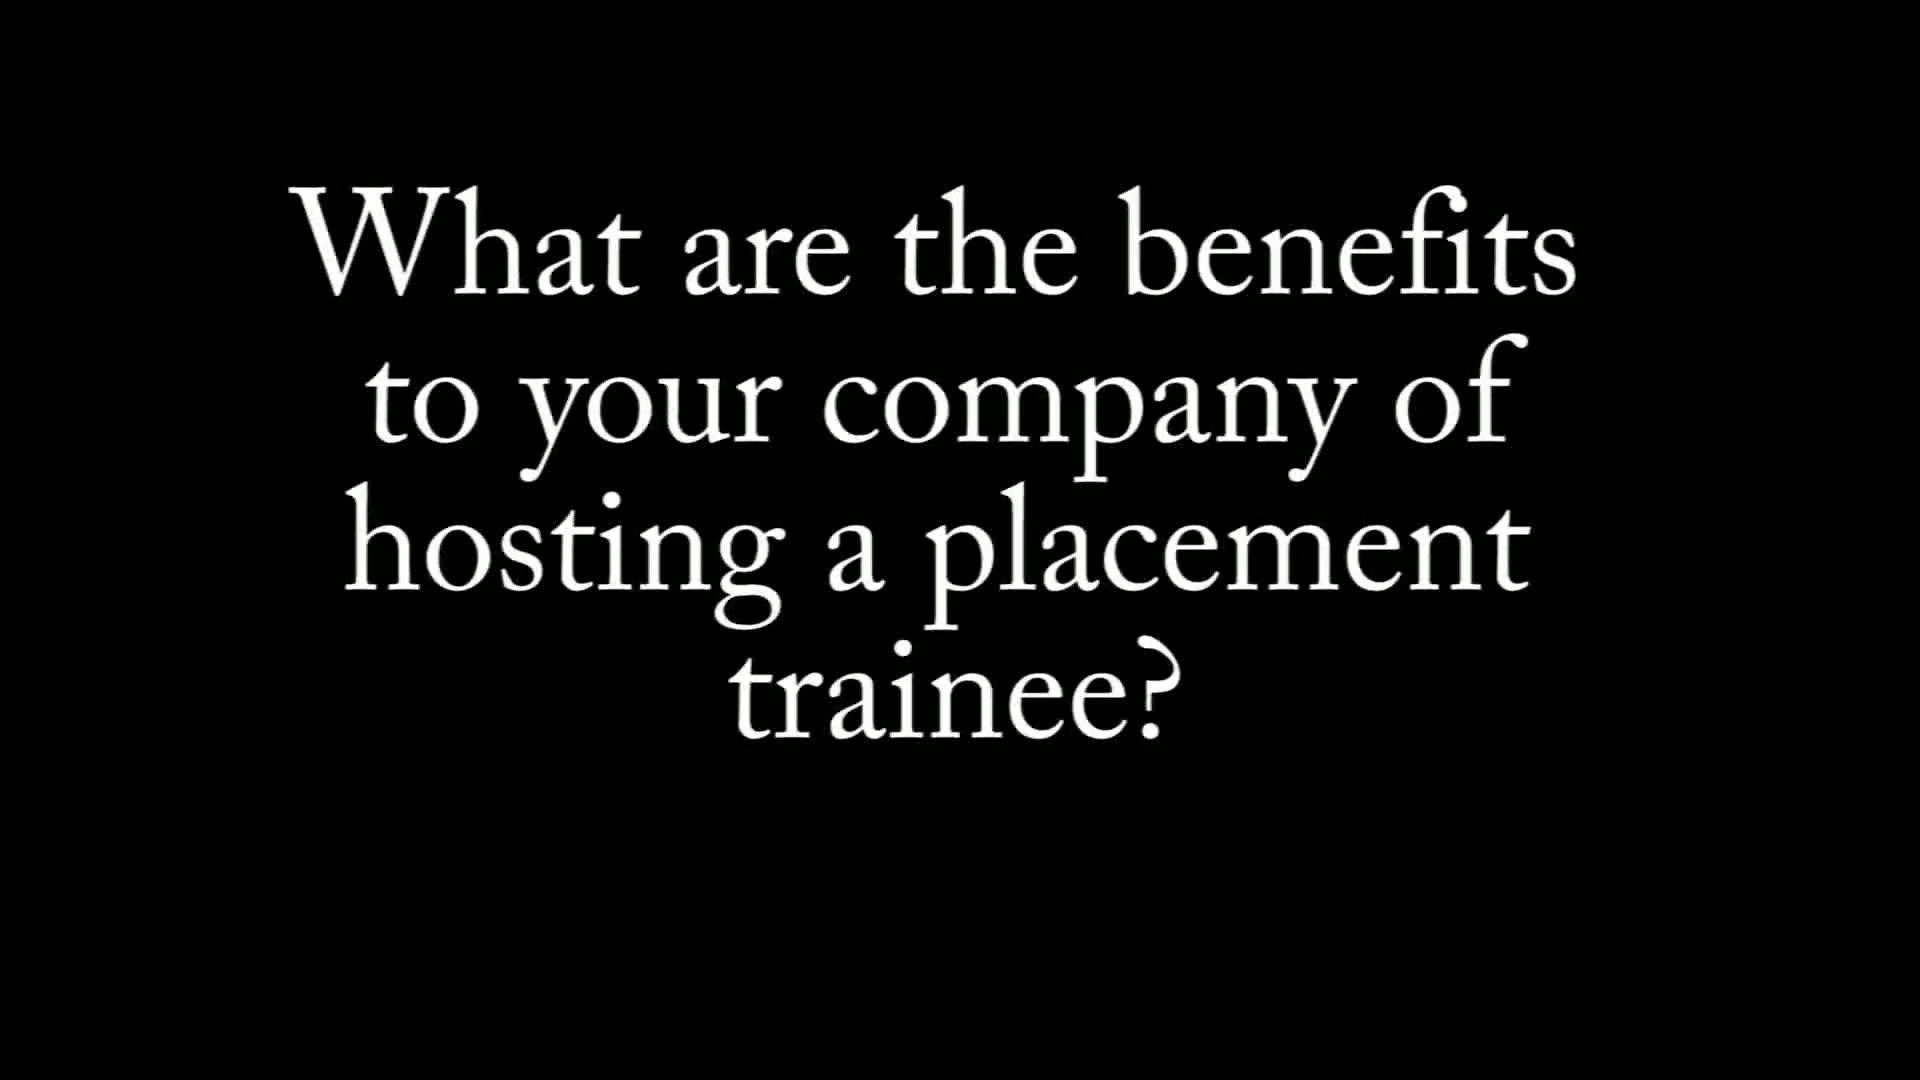 What are the benefits
to your company of
hosting a placement
trainee?